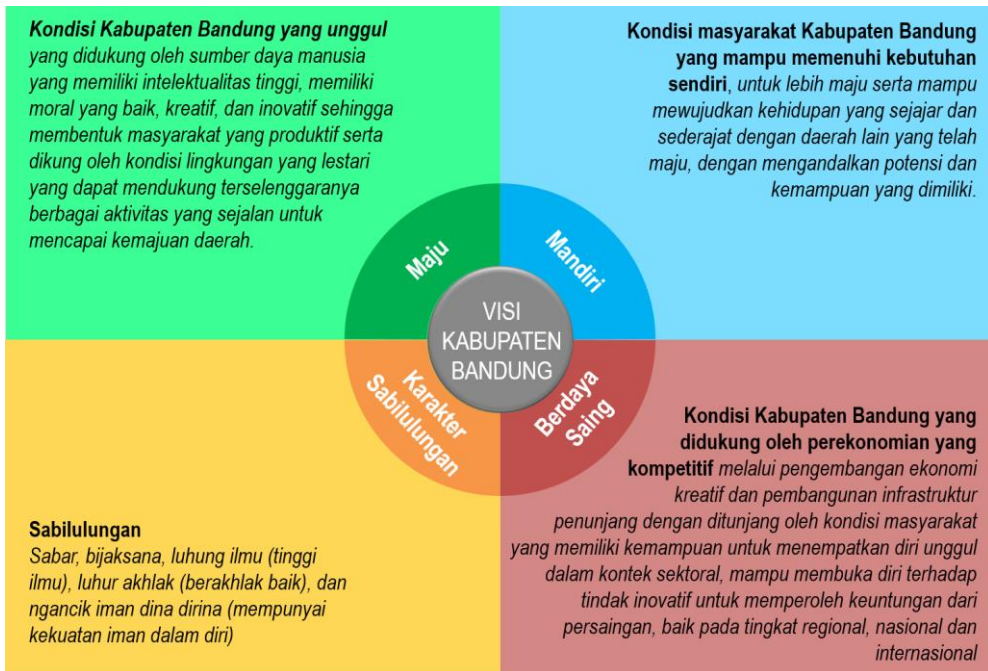 Kondisi Kabupaten Bandung yang unggul
yang didukung oleh sumber daya manusia
yang memiliki intelektualitas tinggi, memiliki
moral yang baik, kreatif, dan inovatif sehingga
membentuk masyarakat yang produktif serta
dikung oleh kondisi lingkungan yang lestari
yang dapat mendukung terselenggaranya
berbagai aktivitas yang sejalan untuk
mencapai kemajuan daerah.
Kondisi masyarakat Kabupaten Bandung
yang mampu memenuhi kebutuhan
sendiri, untuk lebih maju serta mampu
mewujudkan kehidupan yang sejajar dan
sederajat dengan daerah lain yang telah
maju, dengan mengandalkan potensi dan
kemampuan yang dimiliki.
Maju
Mandiri
VISI
KABUPATEN
BANDUNG
Karakter
Sabilulungan
Berdaya
Saing
Sabilulungan
Sabar, bijaksana, luhung ilmu (tinggi
ilmu), luhur akhlak (berakhlak baik), dan
ngancik iman dina dirina (mempunyai
kekuatan iman dalam diri)
Kondisi Kabupaten Bandung yang
didukung oleh perekonomian yang
kompetitif melalui pengembangan ekonomi
kreatif dan pembangunan infrastruktur
penunjang dengan ditunjang oleh kondisi masyarakat
yang memiliki kemampuan untuk menempatkan diri unggul
dalam kontek sektoral, mampu membuka diri terhadap
tindak inovatif untuk memperoleh keuntungan dari
persaingan, baik pada tingkat regional, nasional dan
internasional